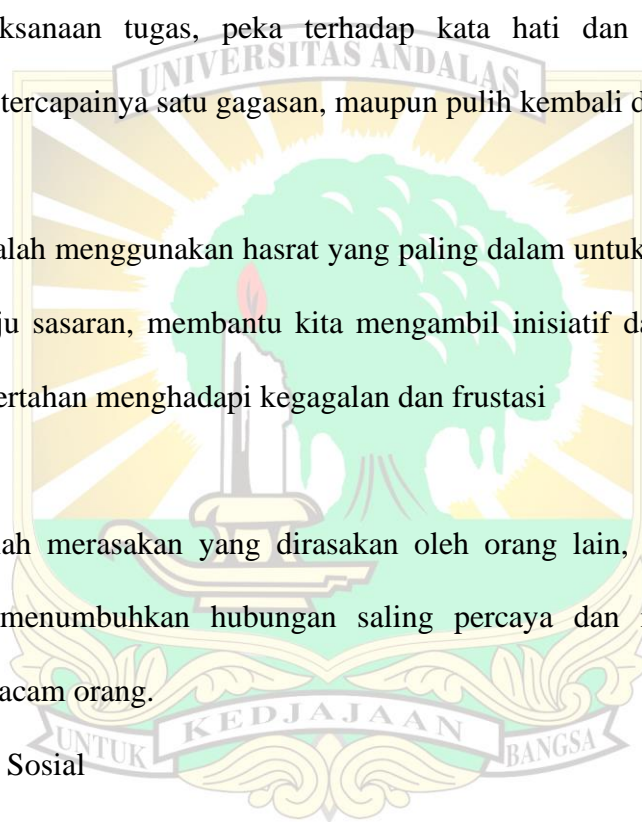 ksanaan tugas, peka terhadap kata hati dan
UNIVERSITAS ANDALAS
tercapainya satu gagasan, maupun pulih kembali d
alah menggunakan hasrat yang paling dalam untuk
ju sasaran, membantu kita mengambil inisiatif da
ertahan menghadapi kegagalan dan frustasi
lah merasakan yang dirasakan oleh orang lain,
menumbuhkan hubungan saling percaya dan
acam orang.
UNTUK KEDJAJAAN BANGSA
Sosial